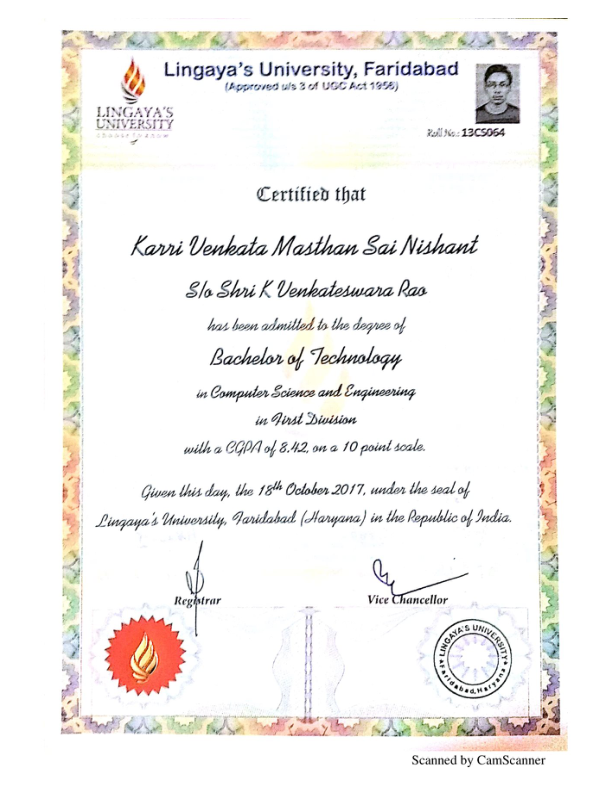 Lingaya's University, Faridabad
(Approved u/s 3 of UGC Act 1956)
LINGAYA'S
UNIVERSITY
Roll No.: 13CS064
Certified that
Karri Venkata Masthan Sai Nishant
S/o Shri K Venkateswara Rao
has been admitted to the degree of
Bachelor of Technology
in Computer Science and Engineering
in First Division
with a CGPA of 8.42, on a 10 point scale.
Given this day, the 18th October 2017, under the seal of
Lingaya's University, Faridabad (Haryana) in the Republic of India.
Registrar
Vice Chancellor
LINGAYA'S UNIVERSITY
Faridabad, Haryana
Scanned by CamScanner